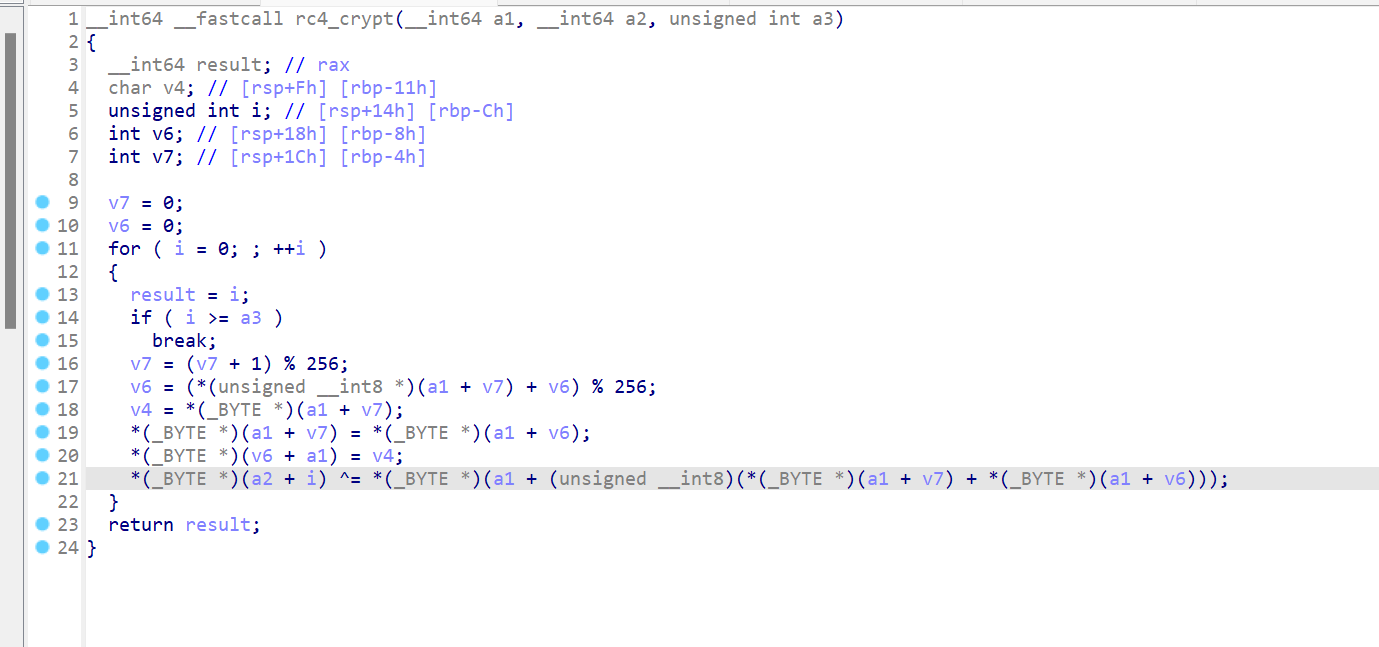 1 __int64 __fastcall rc4_crypt(__int64 a1, __int64 a2, unsigned int a3)
2 {
3   __int64 result; // rax
4   char v4; // [rsp+Fh] [rbp-11h]
5   unsigned int i; // [rsp+14h] [rbp-Ch]
6   int v6; // [rsp+18h] [rbp-8h]
7   int v7; // [rsp+1Ch] [rbp-4h]
8
9   v7 = 0;
10   v6 = 0;
11   for ( i = 0; ; ++i )
12   {
13     result = i;
14     if ( i >= a3 )
15       break;
16     v7 = (v7 + 1) % 256;
17     v6 = (*(unsigned __int8 *)(a1 + v7) + v6) % 256;
18     v4 = *(_BYTE *)(a1 + v7);
19     *(_BYTE *)(a1 + v7) = *(_BYTE *)(a1 + v6);
20     *(_BYTE *)(v6 + a1) = v4;
21     *(_BYTE *)(a2 + i) ^= *(_BYTE *)(a1 + (unsigned __int8)(*(_BYTE *)(a1 + v7) + *(_BYTE *)(a1 + v6)));
22   }
23   return result;
24 }